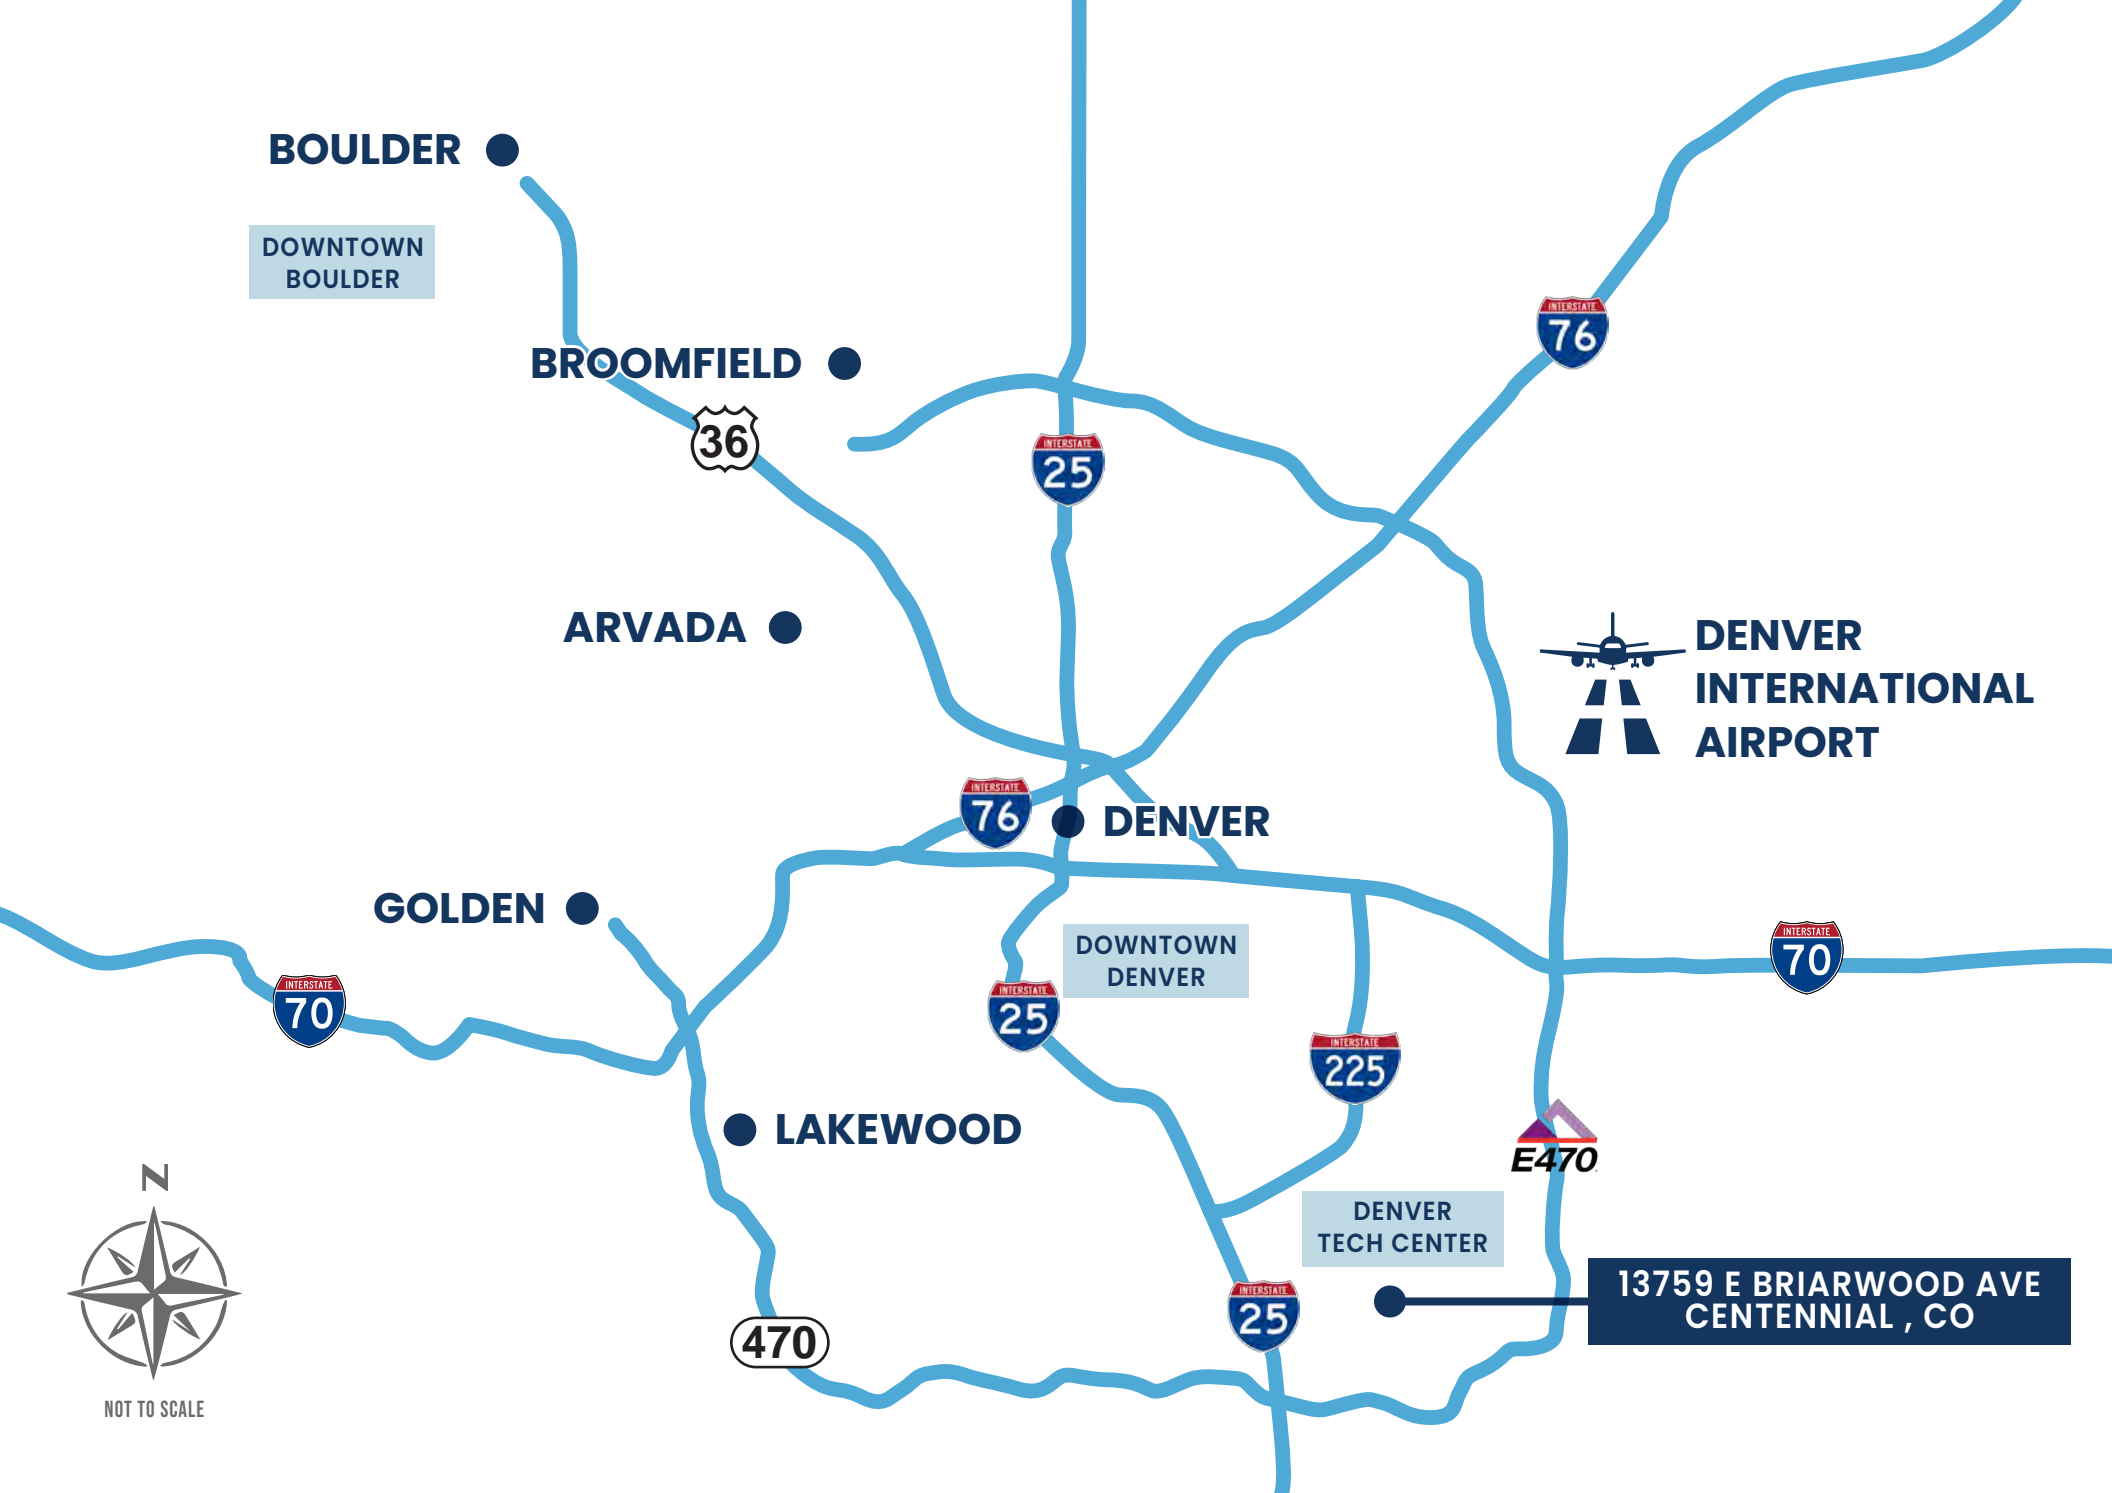 BOULDER
DOWNTOWN
BOULDER
INTERSTATE
76
BROOMFIELD
36
INTERSTATE
25
ARVADA
DENVER
INTERNATIONAL
AIRPORT
INTERSTATE
76
DENVER
GOLDEN
DOWNTOWN
DENVER
INTERSTATE
70
INTERSTATE
70
INTERSTATE
25
INTERSTATE
225
LAKEWOOD
E470
N
DENVER
TECH CENTER
13759 E BRIARWOOD AVE
CENTENNIAL , CO
INTERSTATE
25
470
NOT TO SCALE